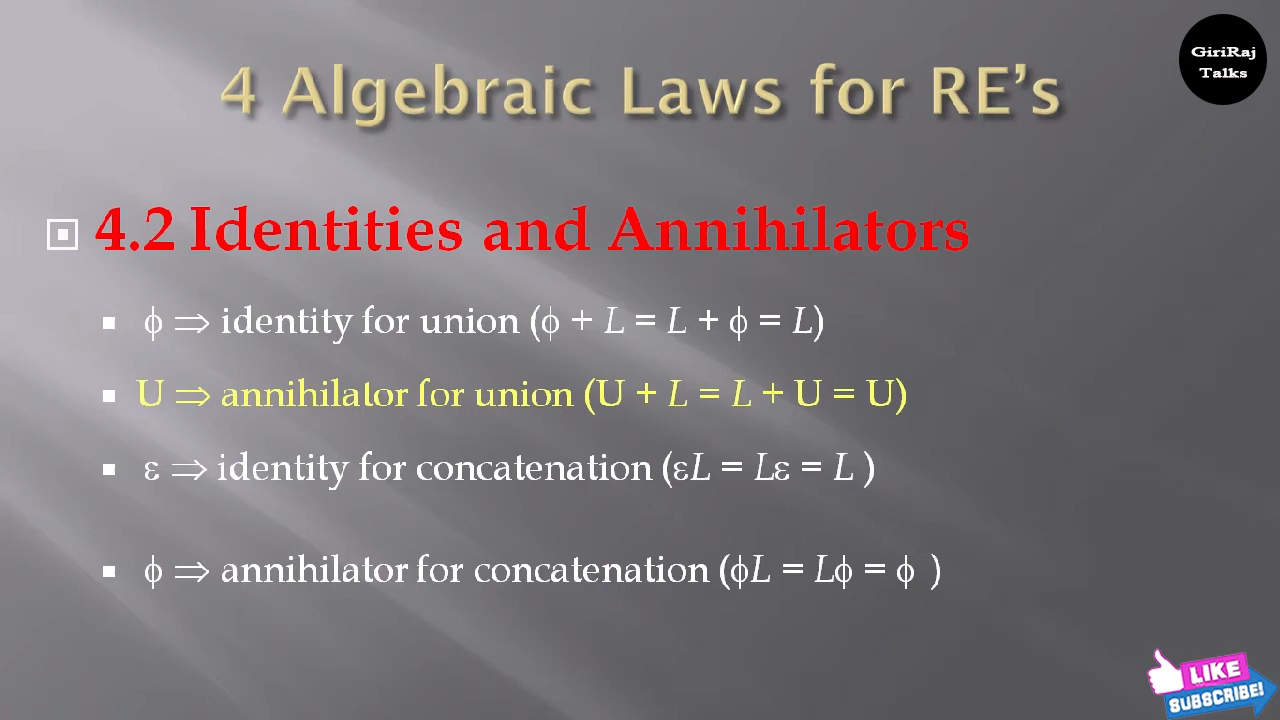 GiriRaj
Talks
4 Algebraic Laws for RE's
4.2 Identities and Annihilators
ϕ ⇒ identity for union (ϕ + L = L + ϕ = L)
U ⇒ annihilator for union (U + L = L + U = U)
ε ⇒ identity for concatenation (εL = Lε = L )
ϕ ⇒ annihilator for concatenation (ϕL = Lϕ = ϕ )
LIKE
SUBSCRIBE!